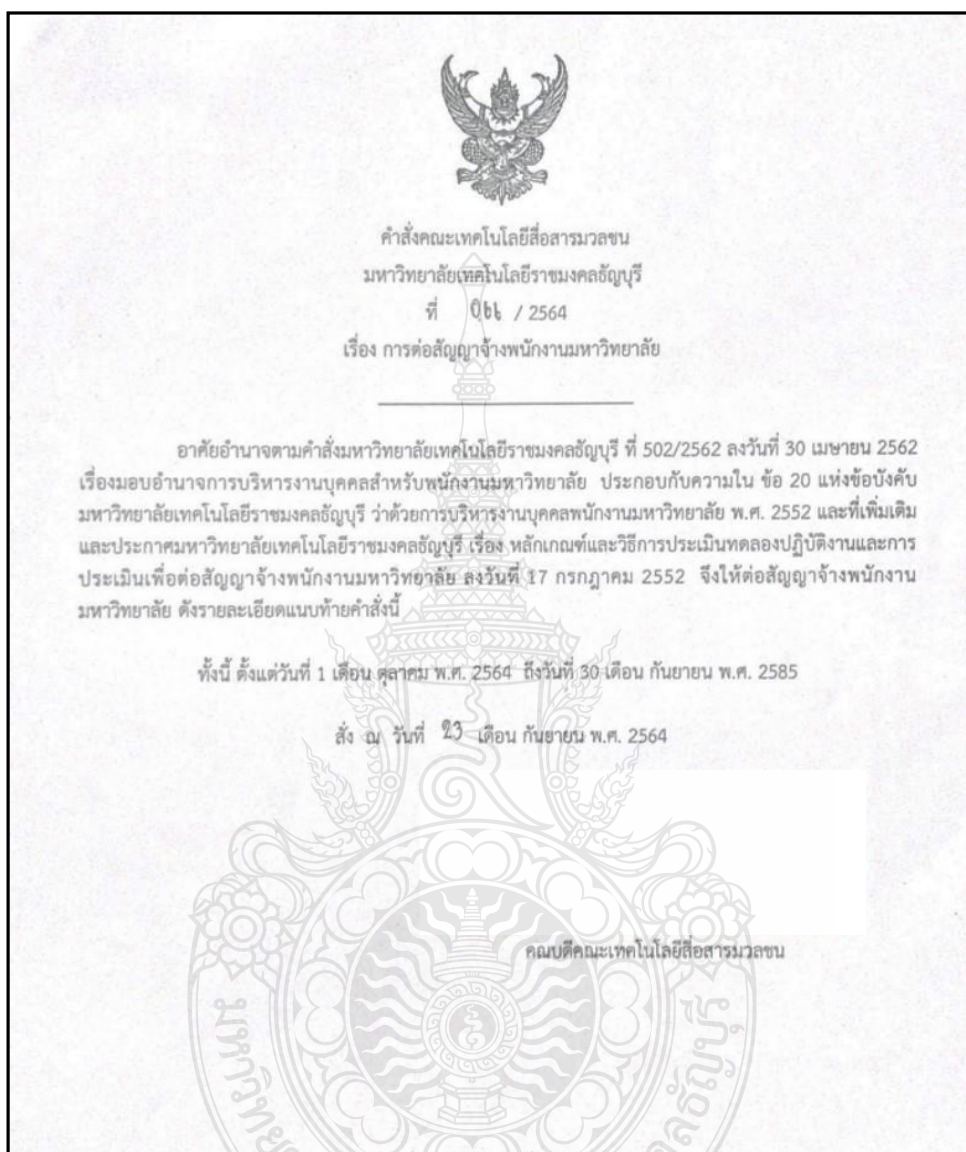 คำสั่งคณะเทคโนโลยีสื่อสารมวลชน
มหาวิทยาลัยเทคโนโลยีราชมงคลธัญบุรี
ที่ / 2564
เรื่อง การต่อสัญญาจ้างพนักงานมหาวิทยาลัย
อาศัยอำนาจตามคำสั่งมหาวิทยาลัยเทคโนโลยีราชมงคลธัญบุรี ที่ 502/2562 ลงวันที่ 30 เมษายน 2562
เรื่องมอบอำนาจการบริหารงานบุคคลสำหรับพนักงานมหาวิทยาลัย ประกอบกับความใน ข้อ 20 แห่งข้อบังคับ
มหาวิทยาลัยเทคโนโลยีราชมงคลธัญบุรี ว่าด้วยการบริหารงานบุคคลพนักงานมหาวิทยาลัย พ.ศ. 2552 และที่เพิ่มเติม
และประกาศมหาวิทยาลัยเทคโนโลยีราชมงคลธัญบุรี เรื่อง หลักเกณฑ์และวิธีการประเมินทดลองปฏิบัติงานและการ
ประเมินเพื่อต่อสัญญาจ้างพนักงานมหาวิทยาลัย ลงวันที่ 17 กรกฎาคม 2552 จึงให้ต่อสัญญาจ้างพนักงาน
มหาวิทยาลัย ดังรายละเอียดแนบท้ายคำสั่งนี้
ทั้งนี้ ตั้งแต่วันที่ 1 เดือน ตุลาคม พ.ศ. 2564 ถึงวันที่ 30 เดือน กันยายน พ.ศ. 2585
สั่ง ณ วันที่ 23 เดือน กันยายน พ.ศ. 2564
คณบดีคณะเทคโนโลยีสื่อสารมวลชน